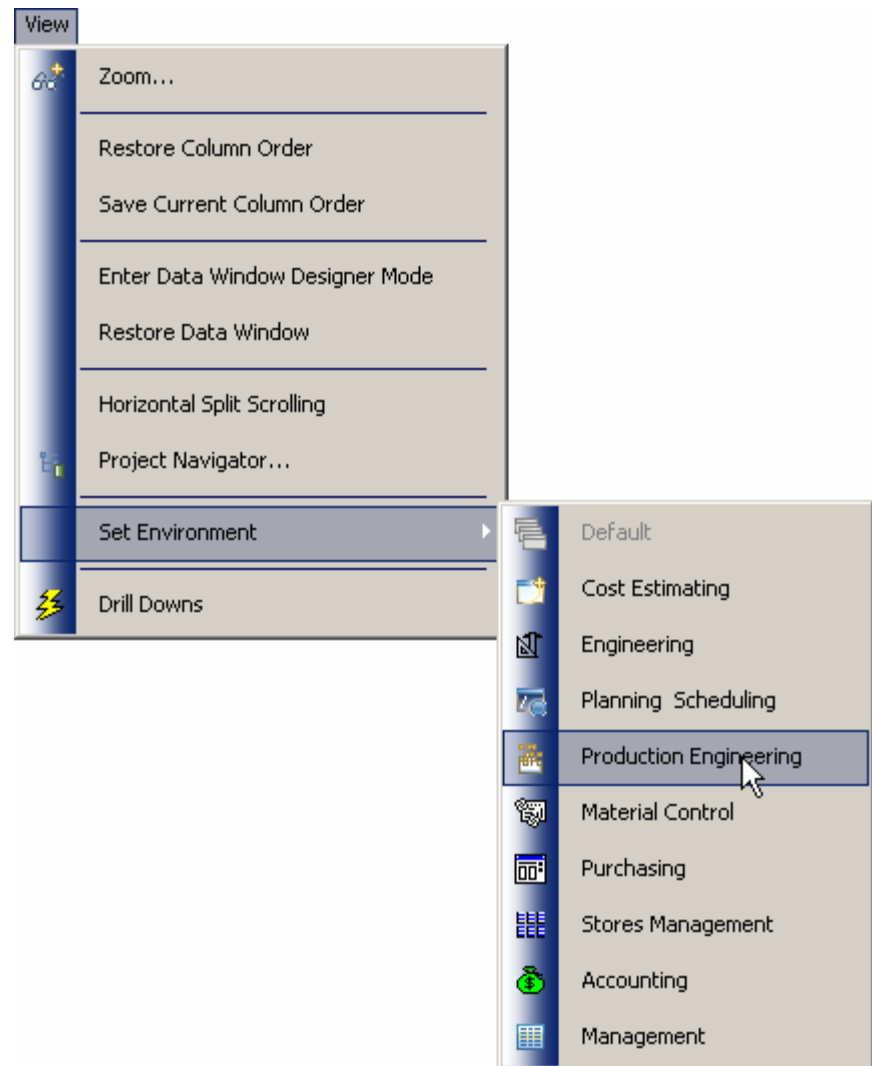 View
Zoom...
Restore Column Order
Save Current Column Order
Enter Data Window Designer Mode
Restore Data Window
Horizontal Split Scrolling
Project Navigator...
Set Environment
Drill Downs
Default
Cost Estimating
Engineering
Planning  Scheduling
Production Engineering
Material Control
Purchasing
Stores Management
Accounting
Management